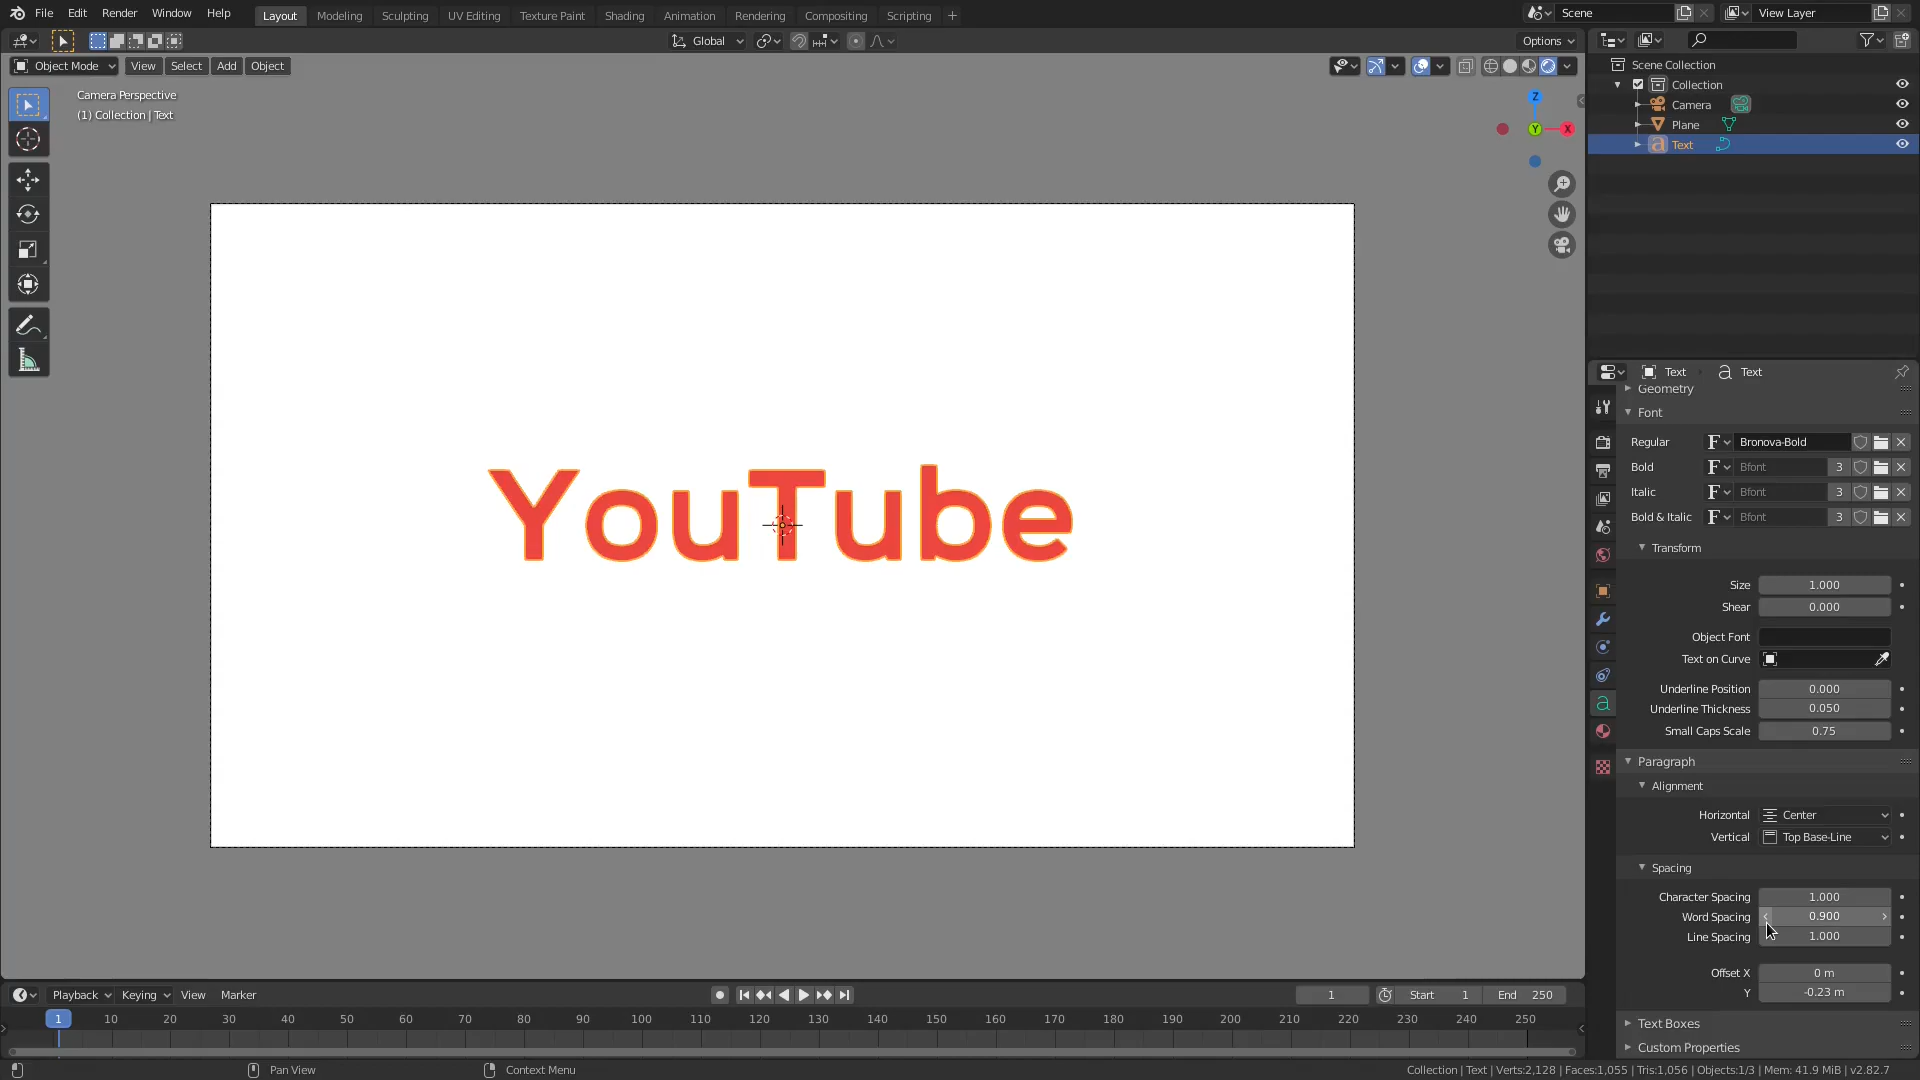 File Edit Render Window Help Layout Modeling Sculpting UV Editing Texture Paint Shading Animation Rendering Compositing Scripting + Scene View Layer
Global Options
Object Mode View Select Add Object
Camera Perspective
(1) Collection | Text
Z
Y X
YouTube
Scene Collection
Collection
Camera
Plane
Text
Text Text
Geometry
Font
Regular F Bronova-Bold
Bold F Bfont 3
Italic F Bfont 3
Bold & Italic F Bfont 3
Transform
Size 1.000
Shear 0.000
Object Font
Text on Curve
Underline Position 0.000
Underline Thickness 0.050
Small Caps Scale 0.75
Paragraph
Alignment
Horizontal Center
Vertical Top Base-Line
Spacing
Character Spacing 1.000
Word Spacing 0.900
Line Spacing 1.000
Offset X 0 m
Y -0.23 m
Text Boxes
Custom Properties
Playback Keying View Marker 1 Start 1 End 250
1 10 20 30 40 50 60 70 80 90 100 110 120 130 140 150 160 170 180 190 200 210 220 230 240 250
Pan View Context Menu Collection | Text | Verts:2,128 | Faces:1,055 | Tris:1,056 | Objects:1/3 | Mem: 41.9 MiB | v2.82.7